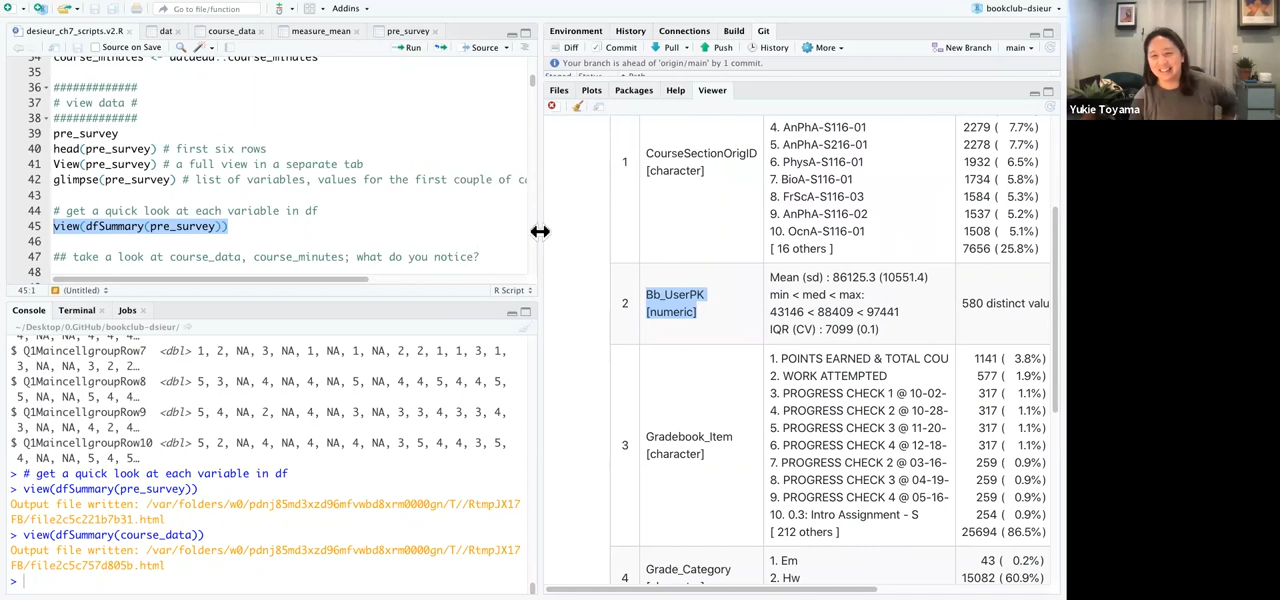 Go to file/function
Addins
bookclub-dsieur
desieur_ch7_scripts.v2.R
dat
course_data
measure_mean
pre_survey
Source on Save
Run
Source
35
36 #############
37 # view data #
38 #############
39 pre_survey
40 head(pre_survey) # first six rows
41 View(pre_survey) # a full view in a separate tab
42 glimpse(pre_survey) # list of variables, values for the first couple of c
43
44 # get a quick look at each variable in df
45 view(dfSummary(pre_survey))
46
47 ## take a look at course_data, course_minutes; what do you notice?
48
45:1 (Untitled) R Script
Console Terminal Jobs
~/Desktop/0.GitHub/bookclub-dsieur/
4, NA, NA, 5, 4, 2…
$ Q1MaincellgroupRow7 <dbl> 1, 2, NA, 3, NA, 1, NA, 1, NA, 2, 2, 1, 1, 3, 1,
3, NA, NA, 3, 2, 2…
$ Q1MaincellgroupRow8 <dbl> 5, 3, NA, 4, NA, 4, NA, 5, NA, 4, 4, 5, 4, 4, 5,
5, NA, NA, 5, 4, 4…
$ Q1MaincellgroupRow9 <dbl> 5, 4, NA, 2, NA, 4, NA, 3, NA, 3, 3, 4, 3, 3, 4,
3, NA, NA, 4, 2, 4…
$ Q1MaincellgroupRow10 <dbl> 5, 2, NA, 4, NA, 4, NA, 4, NA, 3, 5, 4, 4, 3, 5,
4, NA, NA, 5, 4, 5…
> # get a quick look at each variable in df
> view(dfSummary(pre_survey))
Output file written: /var/folders/w0/pdnj85md3xzd96mfvwbd8xrm0000gn/T//RtmpJX17
FB/file2c5c221b7b31.html
> view(dfSummary(course_data))
Output file written: /var/folders/w0/pdnj85md3xzd96mfvwbd8xrm0000gn/T//RtmpJX17
FB/file2c5c757d805b.html
>
Environment History Connections Build Git
Diff Commit Pull Push History More New Branch main
Your branch is ahead of 'origin/main' by 1 commit.
Files Plots Packages Help Viewer
4. AnPhA-S116-01 2279 ( 7.7%)
5. AnPhA-S216-01 2278 ( 7.7%)
1 CourseSectionOrigID [character] 6. PhysA-S116-01 1932 ( 6.5%)
7. BioA-S116-01 1734 ( 5.8%)
8. FrScA-S116-03 1584 ( 5.3%)
9. AnPhA-S116-02 1537 ( 5.2%)
10. OcnA-S116-01 1508 ( 5.1%)
[ 16 others ] 7656 (25.8%)
Mean (sd) : 86125.3 (10551.4)
2 Bb_UserPK [numeric] min < med < max: 580 distinct valu
43146 < 88409 < 97441
IQR (CV) : 7099 (0.1)
1. POINTS EARNED & TOTAL COU 1141 ( 3.8%)
2. WORK ATTEMPTED 577 ( 1.9%)
3. PROGRESS CHECK 1 @ 10-02- 317 ( 1.1%)
4. PROGRESS CHECK 2 @ 10-28- 317 ( 1.1%)
5. PROGRESS CHECK 3 @ 11-20- 317 ( 1.1%)
3 Gradebook_Item [character] 6. PROGRESS CHECK 4 @ 12-18- 317 ( 1.1%)
7. PROGRESS CHECK 2 @ 03-16- 259 ( 0.9%)
8. PROGRESS CHECK 3 @ 04-19- 259 ( 0.9%)
9. PROGRESS CHECK 4 @ 05-16- 259 ( 0.9%)
10. 0.3: Intro Assignment - S 254 ( 0.9%)
[ 212 others ] 25694 ( 86.5%)
1. Em 43 ( 0.2%)
4 Grade_Category 2. Hw 15082 ( 60.9%)
Yukie Toyama